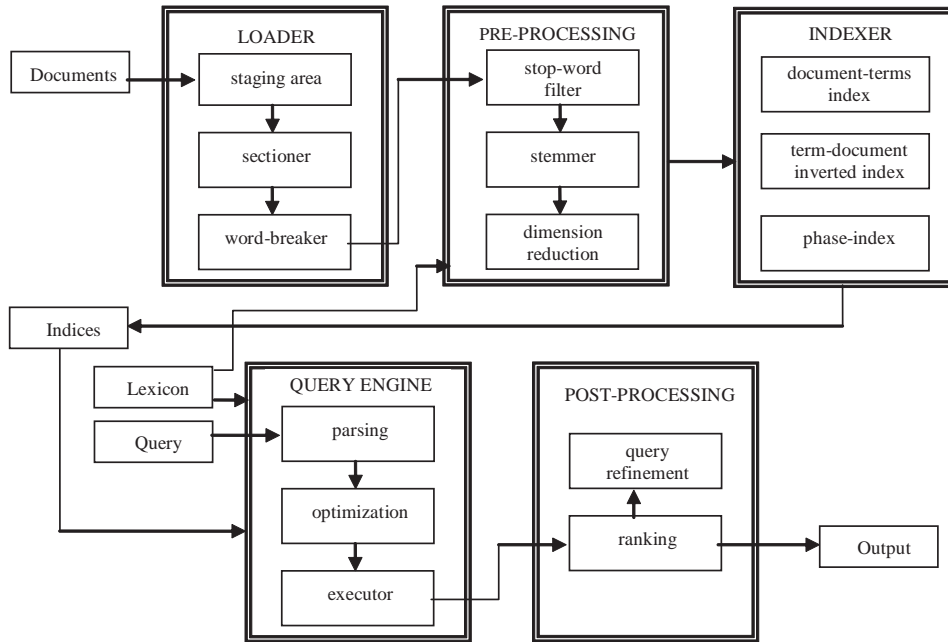 LOADER
PRE-PROCESSING
INDEXER
Documents
staging area
sectioner
word-breaker
stop-word
filter
stemmer
dimension
reduction
document-terms
index
term-document
inverted index
phase-index
Indices
Lexicon
Query
QUERY ENGINE
parsing
optimization
executor
POST-PROCESSING
query
refinement
ranking
Output